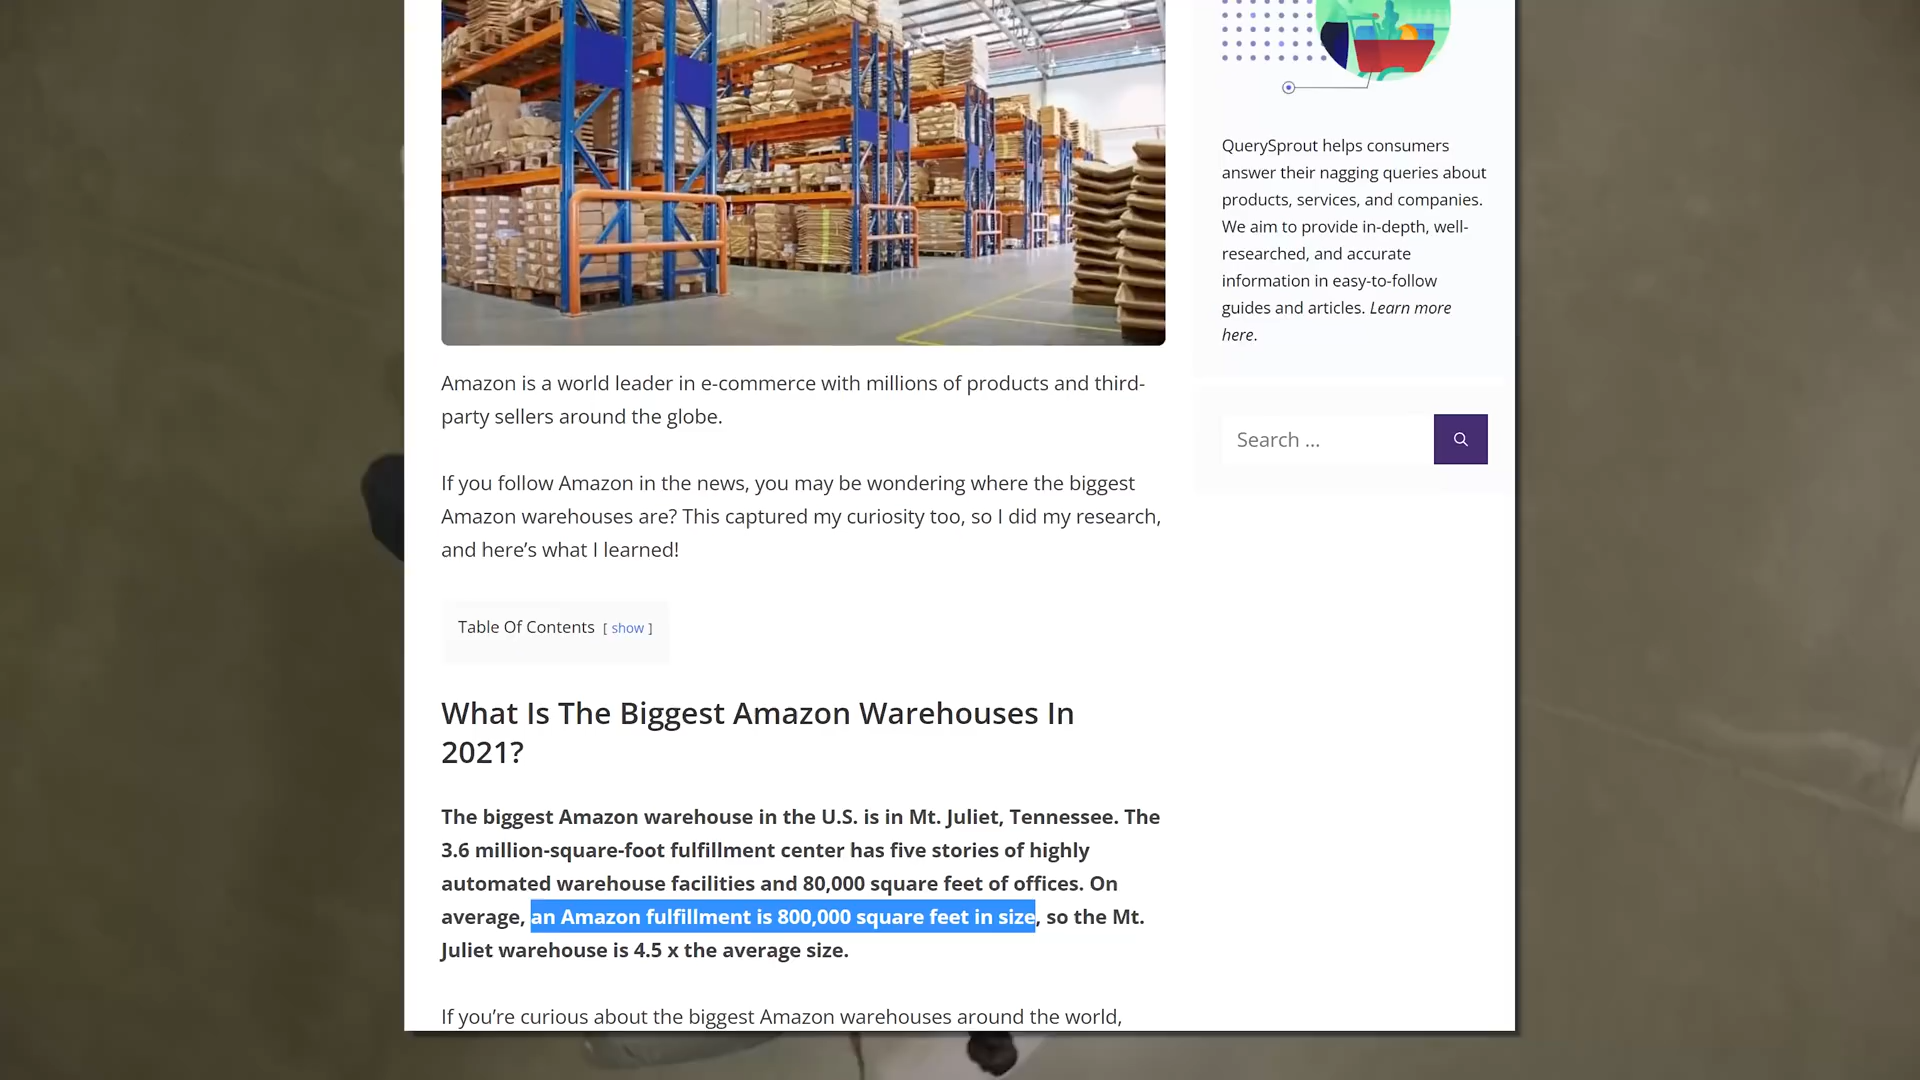 Amazon is a world leader in e-commerce with millions of products and third-
party sellers around the globe.
If you follow Amazon in the news, you may be wondering where the biggest
Amazon warehouses are? This captured my curiosity too, so I did my research,
and here’s what I learned!
Table Of Contents [ show ]
What Is The Biggest Amazon Warehouses In
2021?
The biggest Amazon warehouse in the U.S. is in Mt. Juliet, Tennessee. The
3.6 million-square-foot fulfillment center has five stories of highly
automated warehouse facilities and 80,000 square feet of offices. On
average, an Amazon fulfillment is 800,000 square feet in size, so the Mt.
Juliet warehouse is 4.5 x the average size.
If you’re curious about the biggest Amazon warehouses around the world,
QuerySprout helps consumers
answer their nagging queries about
products, services, and companies.
We aim to provide in-depth, well-
researched, and accurate
information in easy-to-follow
guides and articles. Learn more
here.
Search ...